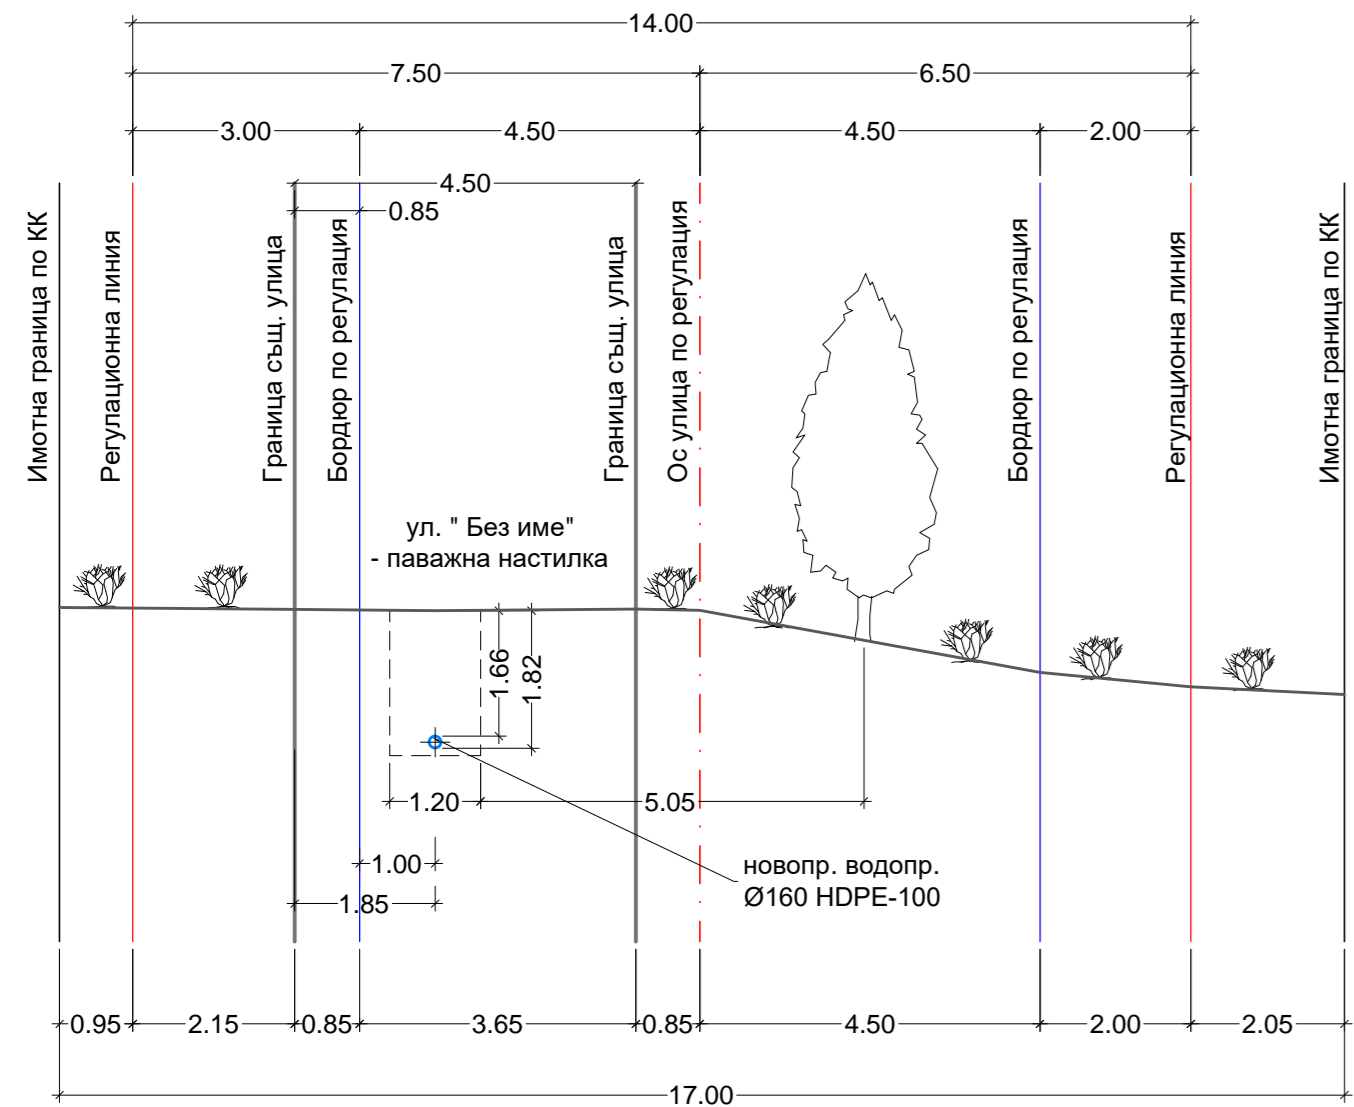 14.00
7.50
6.50
3.00
4.50
4.50
2.00
4.50
0.85
Имотна граница по КК
Регулационна линия
Граница същ. улица
Бордюр по регулация
Граница същ. улица
Ос улица по регулация
Бордюр по регулация
Регулационна линия
Имотна граница по КК
ул. " Без име"
- паважна настилка
1.66
1.82
1.20
5.05
1.00
1.85
новопр. водопр.
Ø160 HDPE-100
0.95
2.15
0.85
3.65
0.85
4.50
2.00
2.05
17.00